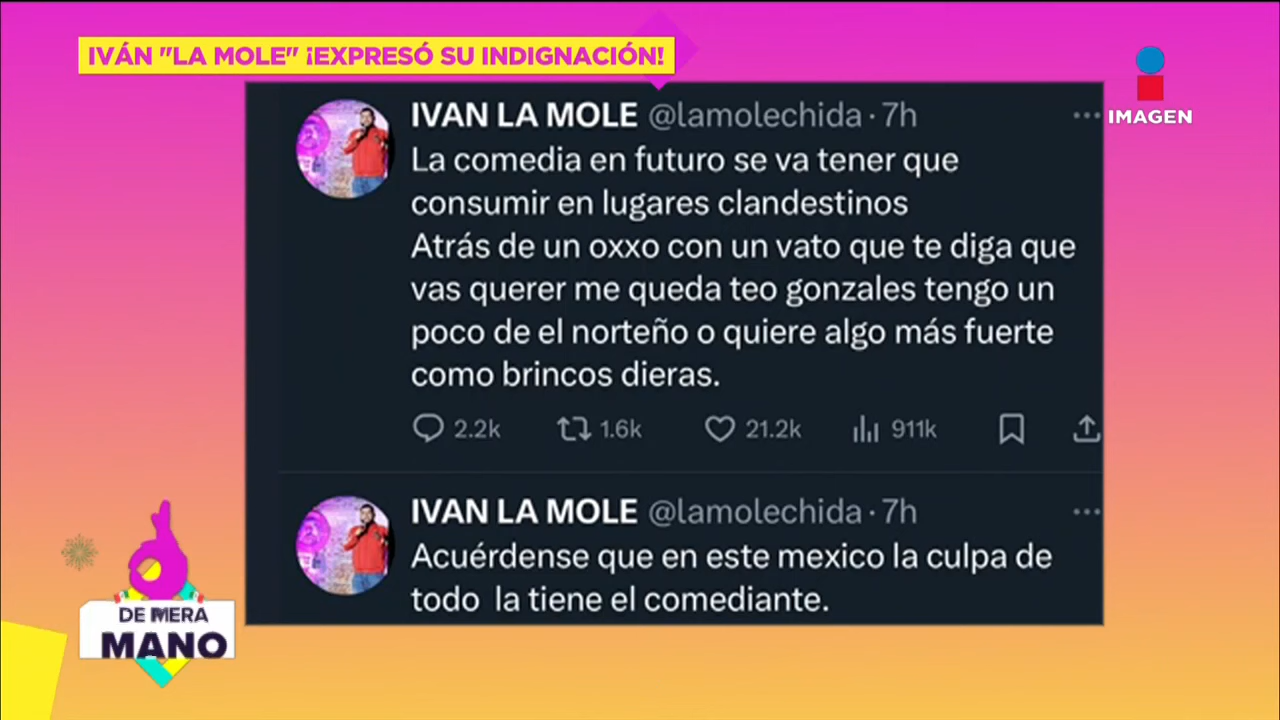 IVÁN "LA MOLE" ¡EXPRESÓ SU INDIGNACIÓN!
IMAGEN
IVAN LA MOLE @lamolechida · 7h
La comedia en futuro se va tener que
consumir en lugares clandestinos
Atrás de un oxxo con un vato que te diga que
vas querer me queda teo gonzales tengo un
poco de el norteño o quiere algo más fuerte
como brincos dieras.
2.2k 1.6k 21.2k 911k
IVAN LA MOLE @lamolechida · 7h
Acuérdense que en este mexico la culpa de
todo la tiene el comediante.
DE MERA
MANO